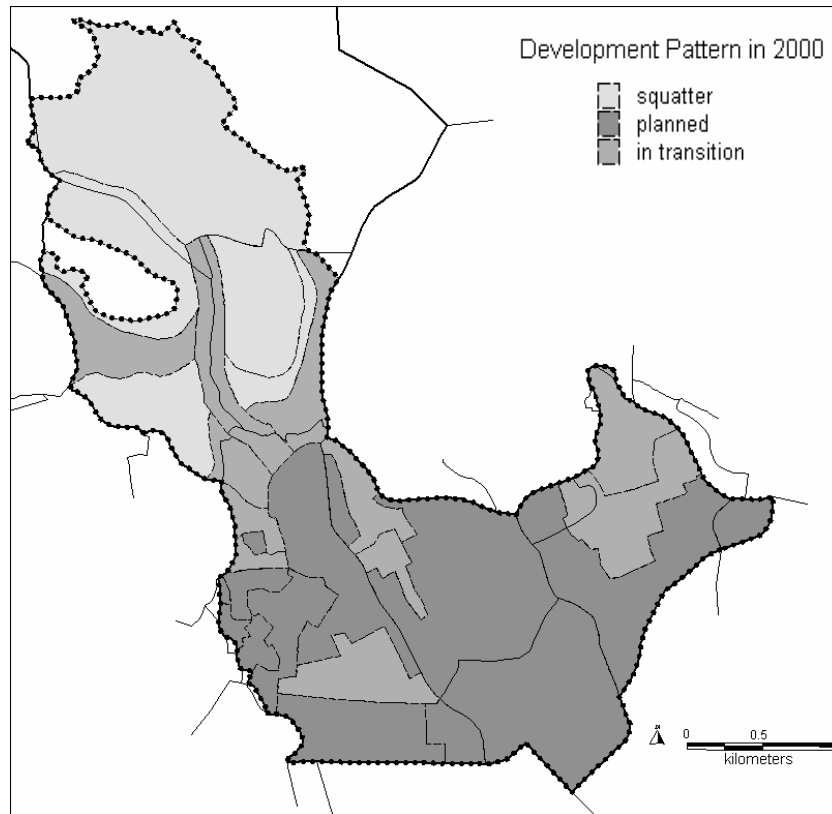 Development Pattern in 2000
squatter
planned
in transition
0 0.5
kilometers